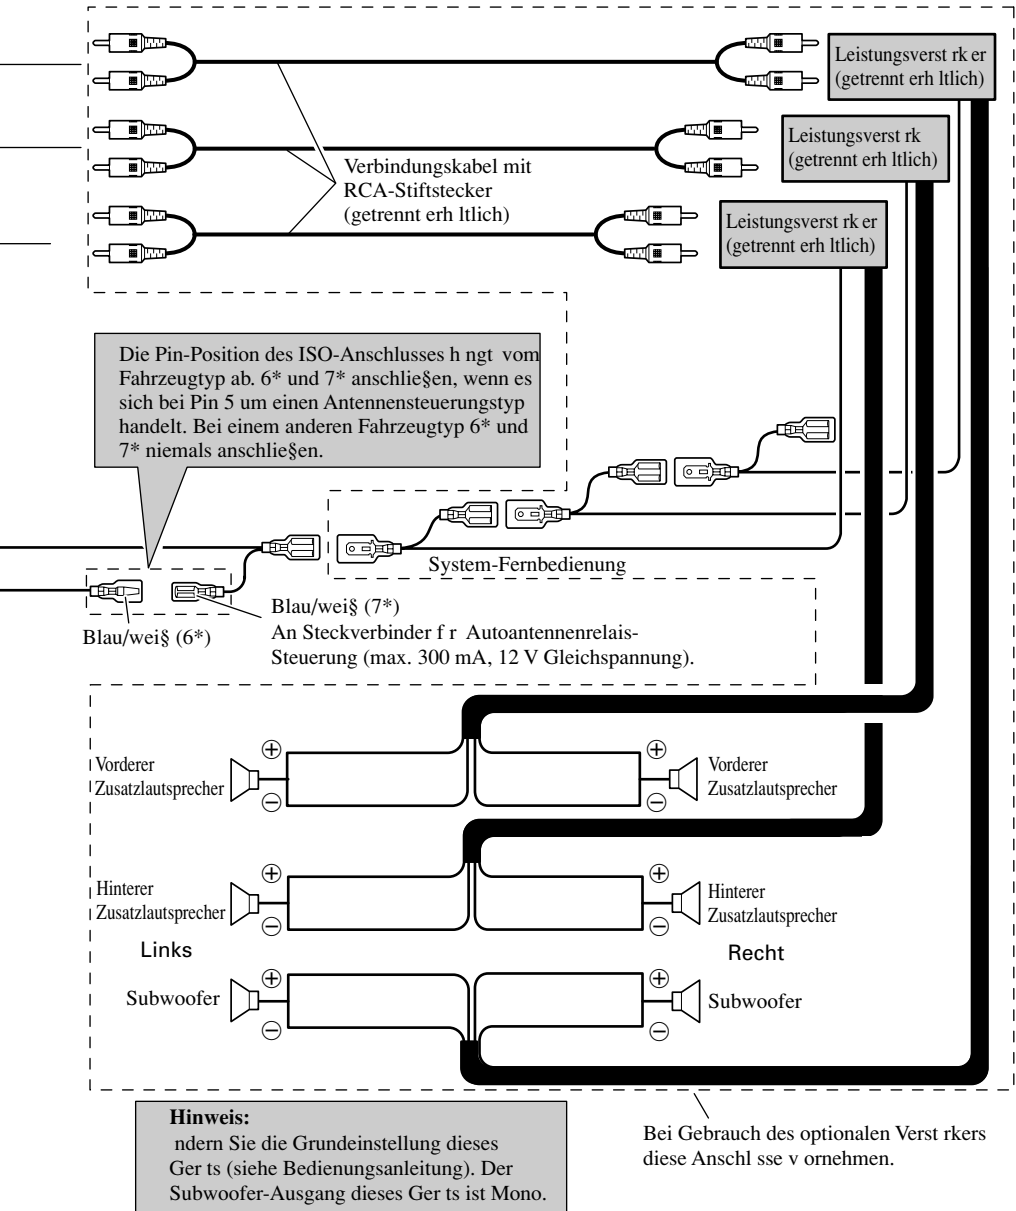 Leistungsverst rk er
(getrennt erh ltlich)
Leistungsverst rk
(getrennt erh ltlich)
Verbindungskabel mit
RCA-Stiftstecker
(getrennt erh ltlich)
Leistungsverst rk er
(getrennt erh ltlich)
Die Pin-Position des ISO-Anschlusses h ngt vom
Fahrzeugtyp ab. 6* und 7* anschlie§en, wenn es
sich bei Pin 5 um einen Antennensteuerungstyp
handelt. Bei einem anderen Fahrzeugtyp 6* und
7* niemals anschlie§en.
System-Fernbedienung
Blau/wei§ (6*)
Blau/wei§ (7*)
An Steckverbinder f r Autoantennenrelais-
Steuerung (max. 300 mA, 12 V Gleichspannung).
+ +
Vorderer
Zusatzlautsprecher
Vorderer
Zusatzlautsprecher
− −
+ +
Hinterer
Zusatzlautsprecher
Hinterer
Zusatzlautsprecher
− −
Links
Recht
+ +
Subwoofer
Subwoofer
− −
Hinweis:
ndern Sie die Grundeinstellung dieses
Ger ts (siehe Bedienungsanleitung). Der
Subwoofer-Ausgang dieses Ger ts ist Mono.
Bei Gebrauch des optionalen Verst rkers
diese Anschl sse v ornehmen.